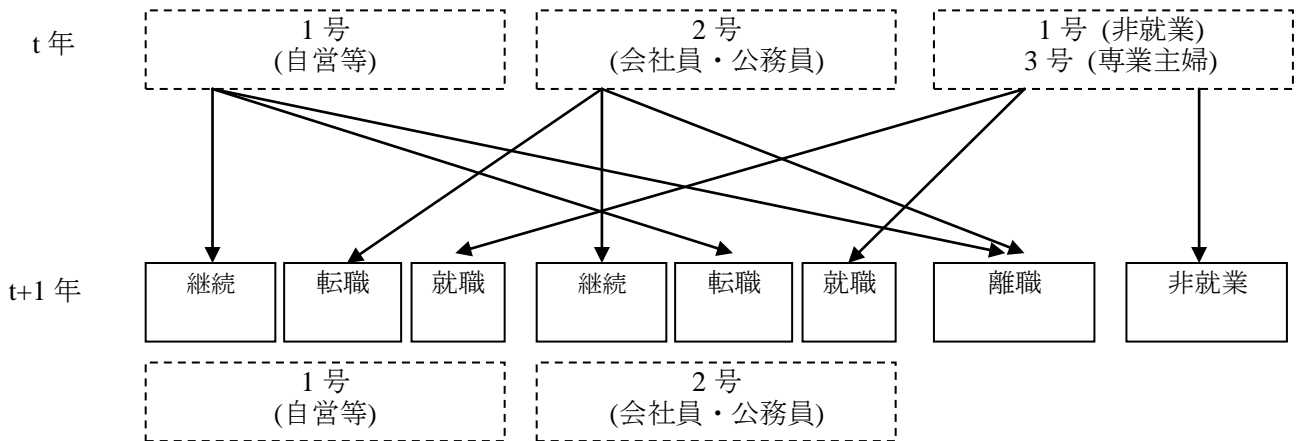 t 年
1 号
(自営等)
2 号
(会社員・公務員)
1 号 (非就業)
3 号 (専業主婦)
t+1 年
継続
転職
就職
継続
転職
就職
離職
非就業
1 号
(自営等)
2 号
(会社員・公務員)